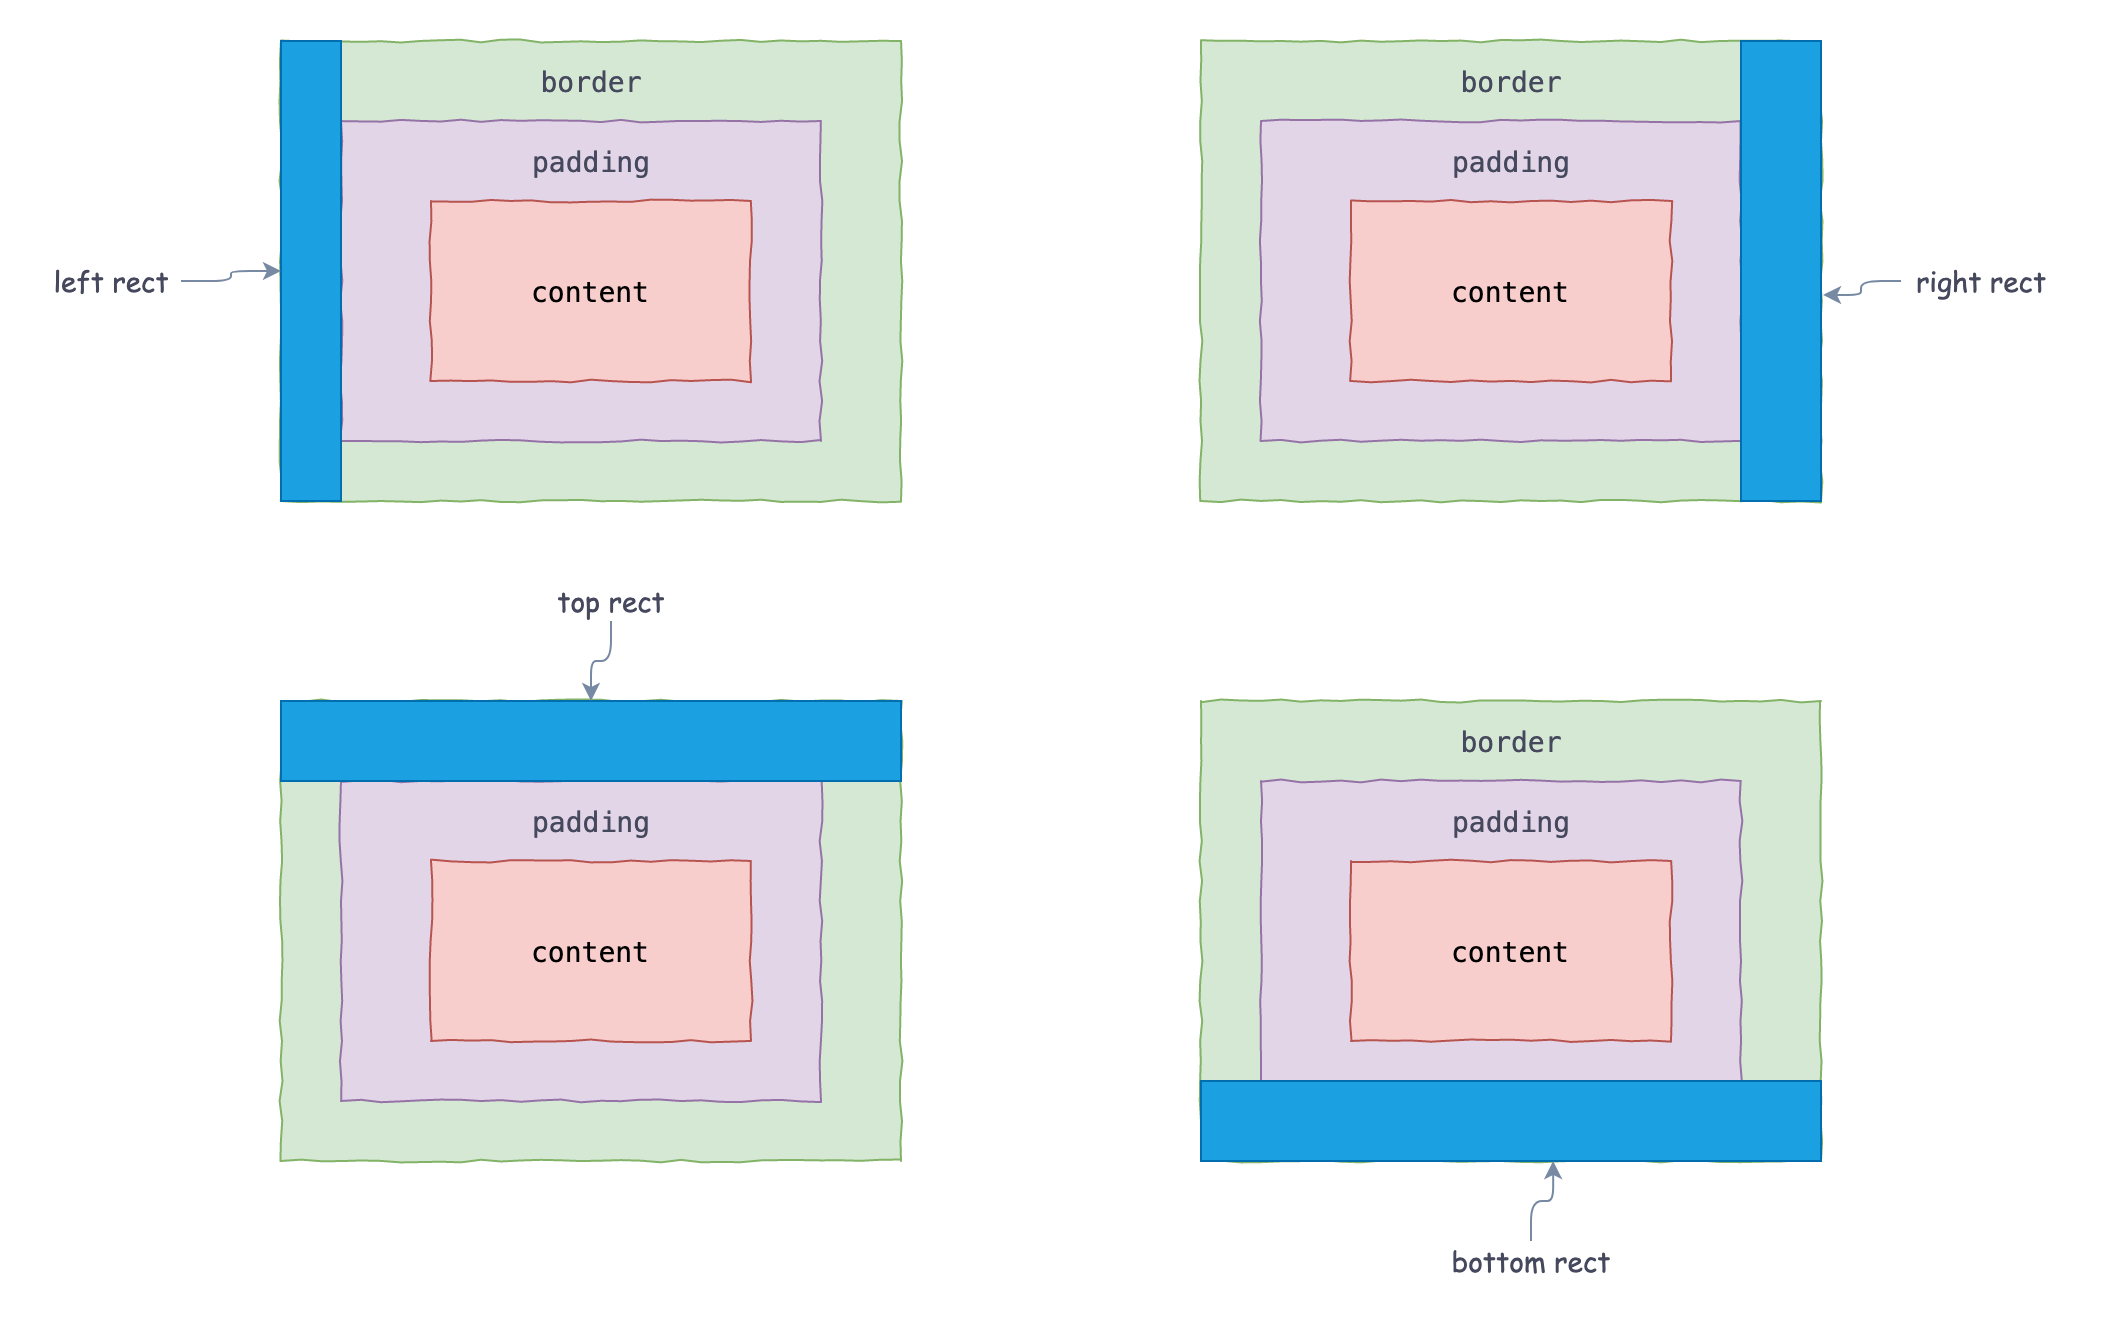 border
padding
content
left rect
border
padding
content
right rect
top rect
padding
content
border
padding
content
bottom rect